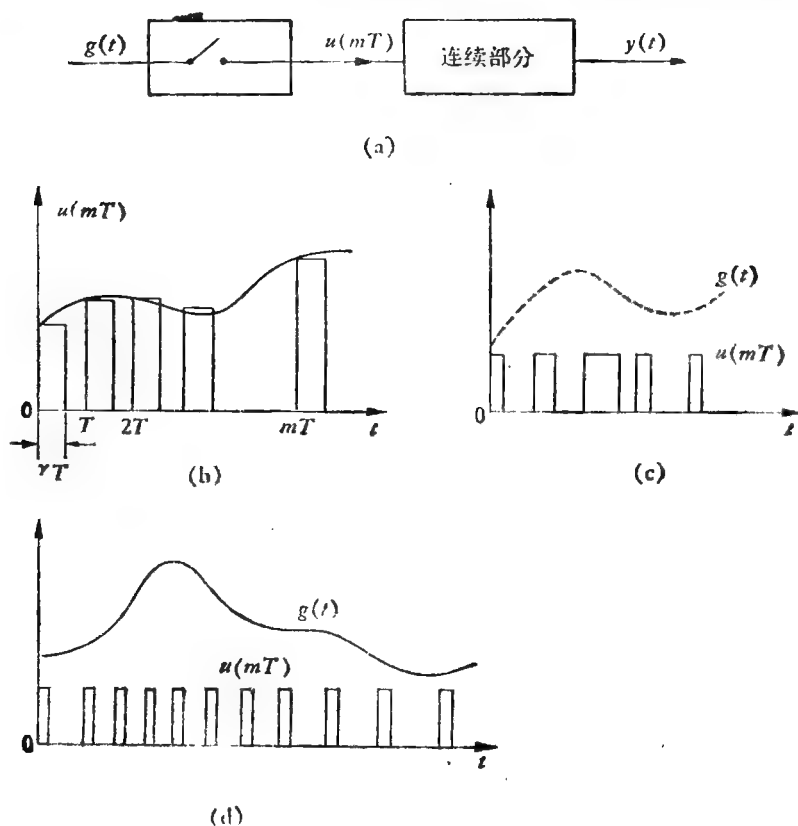 g(t) u(mT) 连续部分 y(t)
(a)
u(mT)
0 T 2T mT t
γT
(b)
g(t)
u(mT)
0 t
(c)
g(t)
u(mT)
0 t
(d)